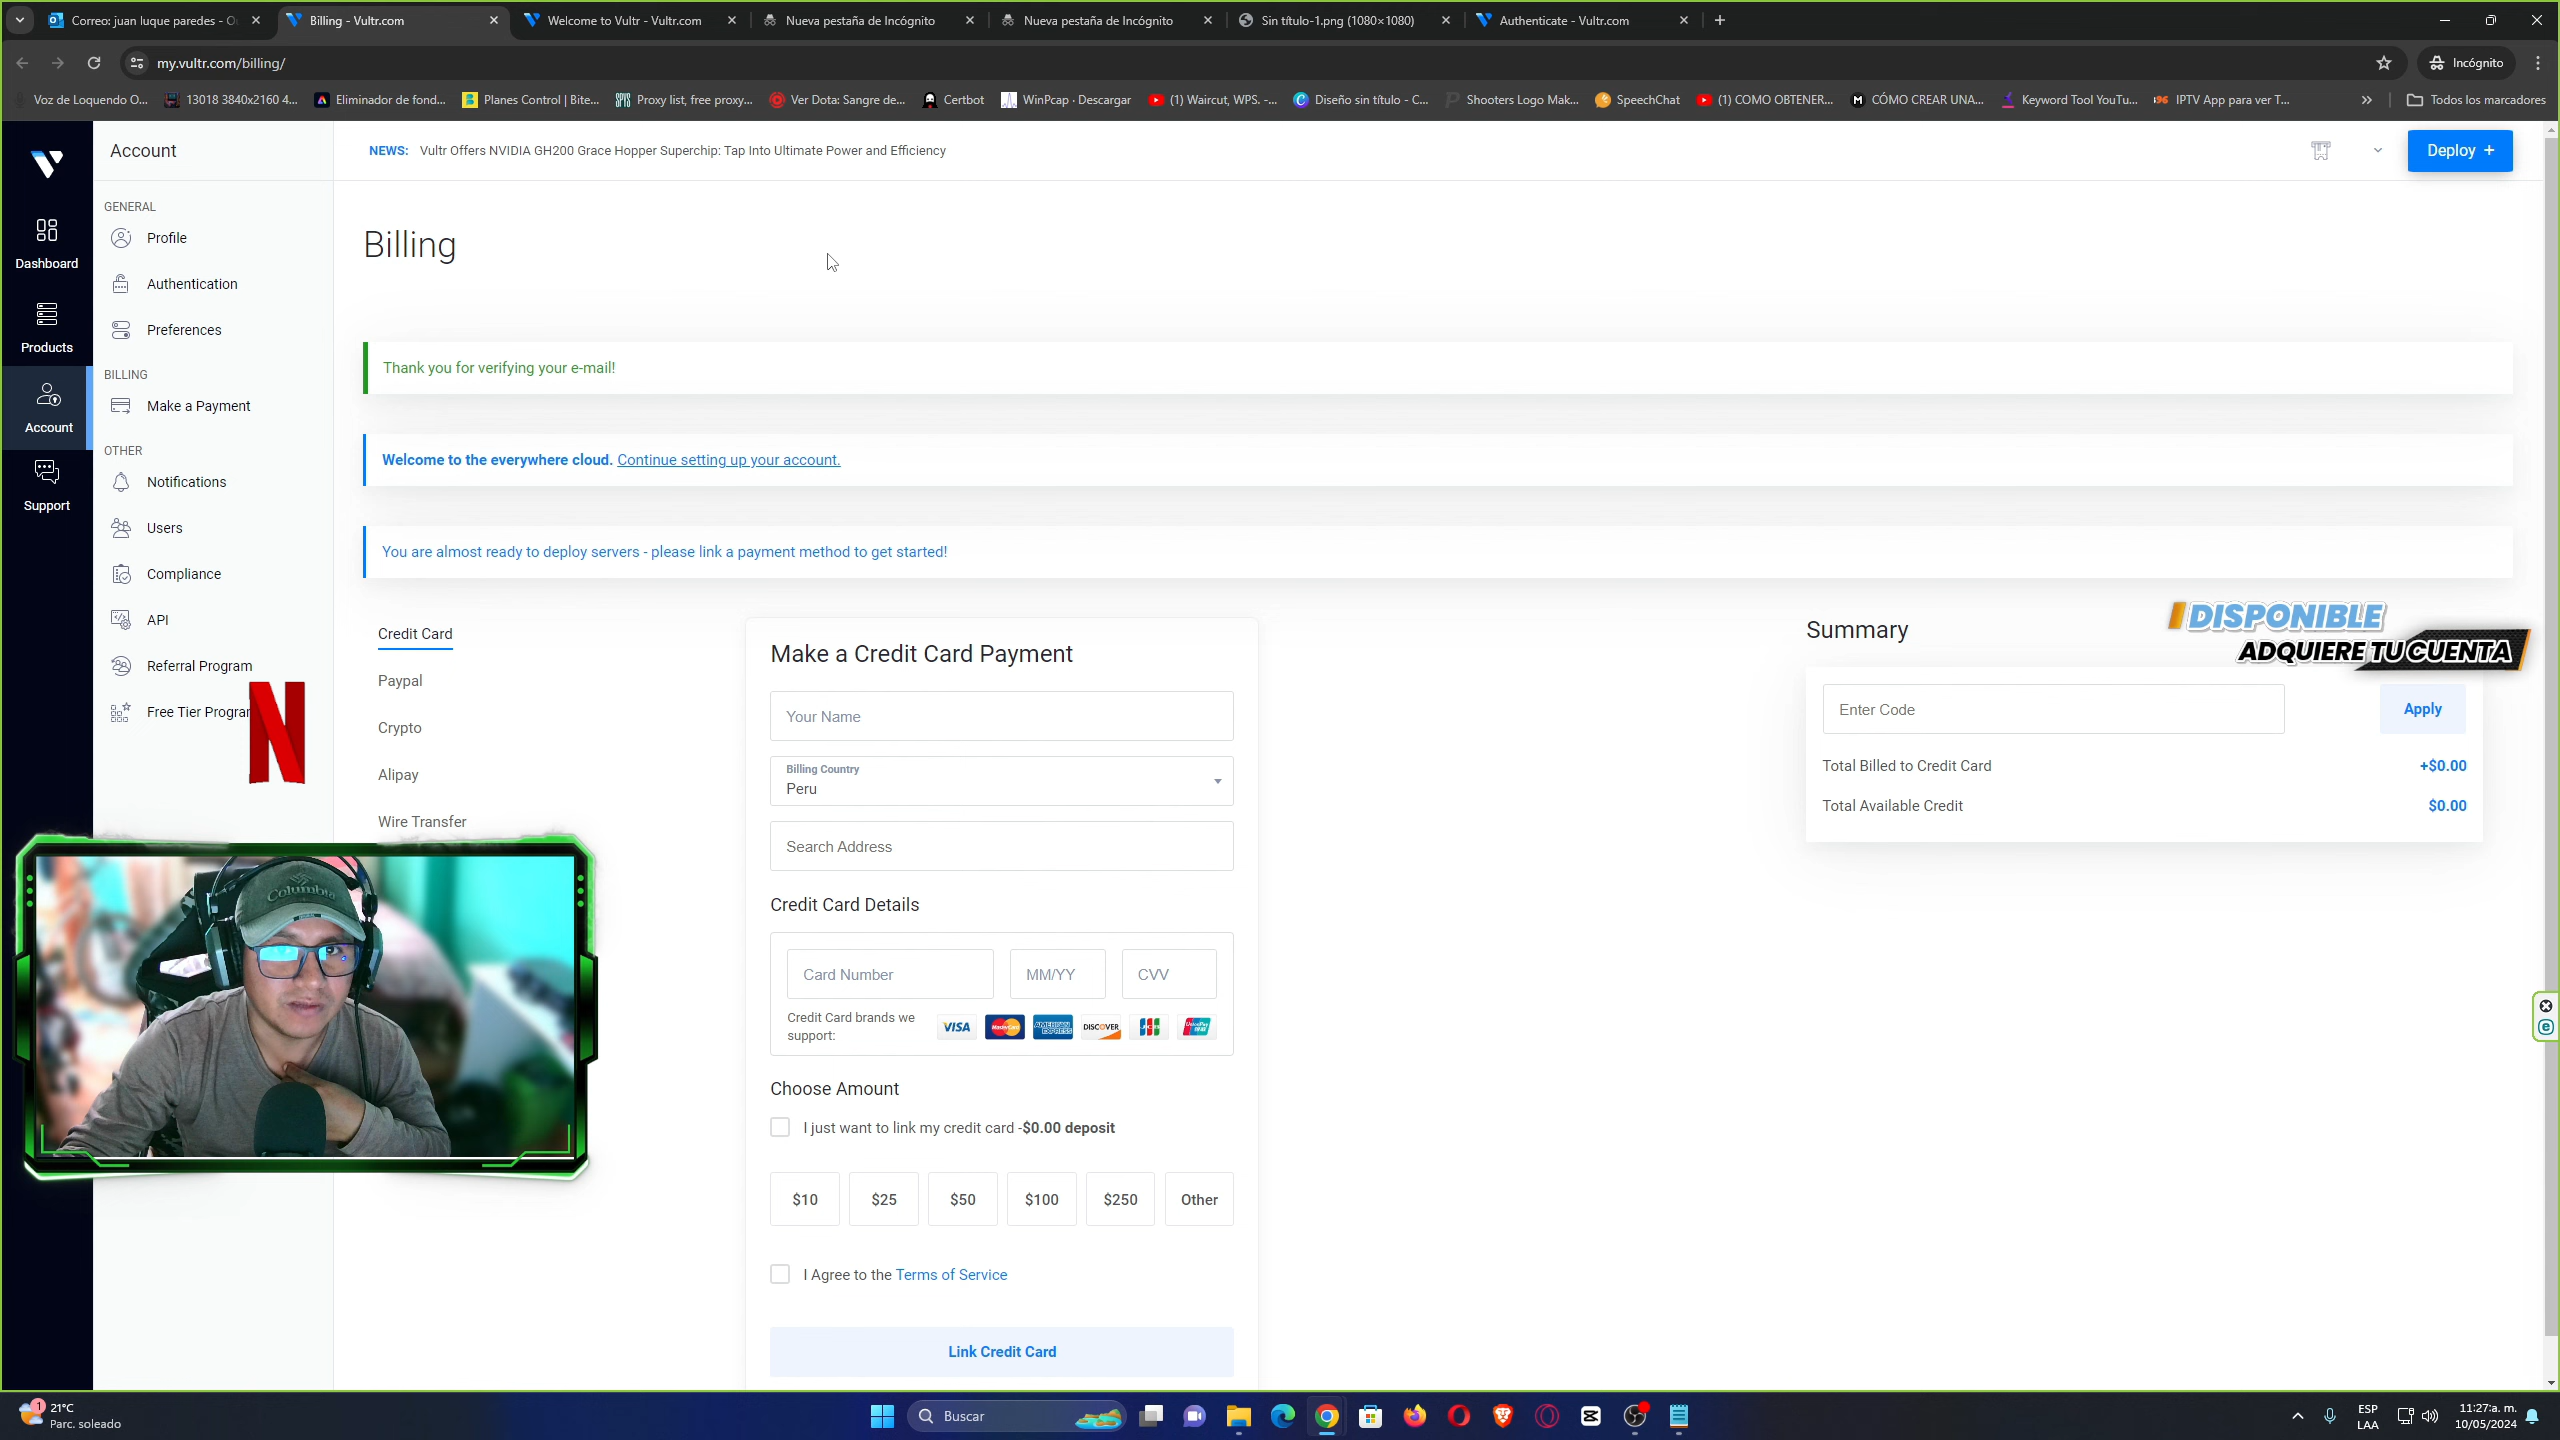 Correo: juan luque paredes - O
Billing - Vultr.com
Welcome to Vultr - Vultr.com
Nueva pestaña de Incógnito
Nueva pestaña de Incógnito
Sin título-1.png (1080×1080)
Authenticate - Vultr.com
my.vultr.com/billing/
Incógnito
Voz de Loquendo O...
13018 3840x2160 4...
Eliminador de fond...
Planes Control | Bite...
Proxy list, free proxy...
Ver Dota: Sangre de...
Certbot
WinPcap · Descargar
(1) Waircut, WPS. -...
Diseño sin título - C...
Shooters Logo Mak...
SpeechChat
(1) COMO OBTENER...
CÓMO CREAR UNA...
Keyword Tool YouTu...
IPTV App para ver T...
Todos los marcadores
Account
NEWS: Vultr Offers NVIDIA GH200 Grace Hopper Superchip: Tap Into Ultimate Power and Efficiency
Deploy +
Dashboard
Products
Account
Support
GENERAL
Profile
Authentication
Preferences
BILLING
Make a Payment
OTHER
Notifications
Users
Compliance
API
Referral Program
Free Tier Progra
N
Billing
Thank you for verifying your e-mail!
Welcome to the everywhere cloud. Continue setting up your account.
You are almost ready to deploy servers - please link a payment method to get started!
Credit Card
Paypal
Crypto
Alipay
Wire Transfer
Make a Credit Card Payment
Your Name
Billing Country
Peru
Search Address
Credit Card Details
Card Number
MM/YY
CVV
Credit Card brands we
support:
VISA
MasterCard
AMERICAN EXPRESS
DISCOVER
JCB
UnionPay
Choose Amount
I just want to link my credit card -$0.00 deposit
$10
$25
$50
$100
$250
Other
I Agree to the Terms of Service
Link Credit Card
Summary
DISPONIBLE
ADQUIERE TU CUENTA
Enter Code
Apply
Total Billed to Credit Card
+$0.00
Total Available Credit
$0.00
Columbia
1
21°C
Parc. soleado
Buscar
ESP
LAA
11:27:a. m.
10/05/2024